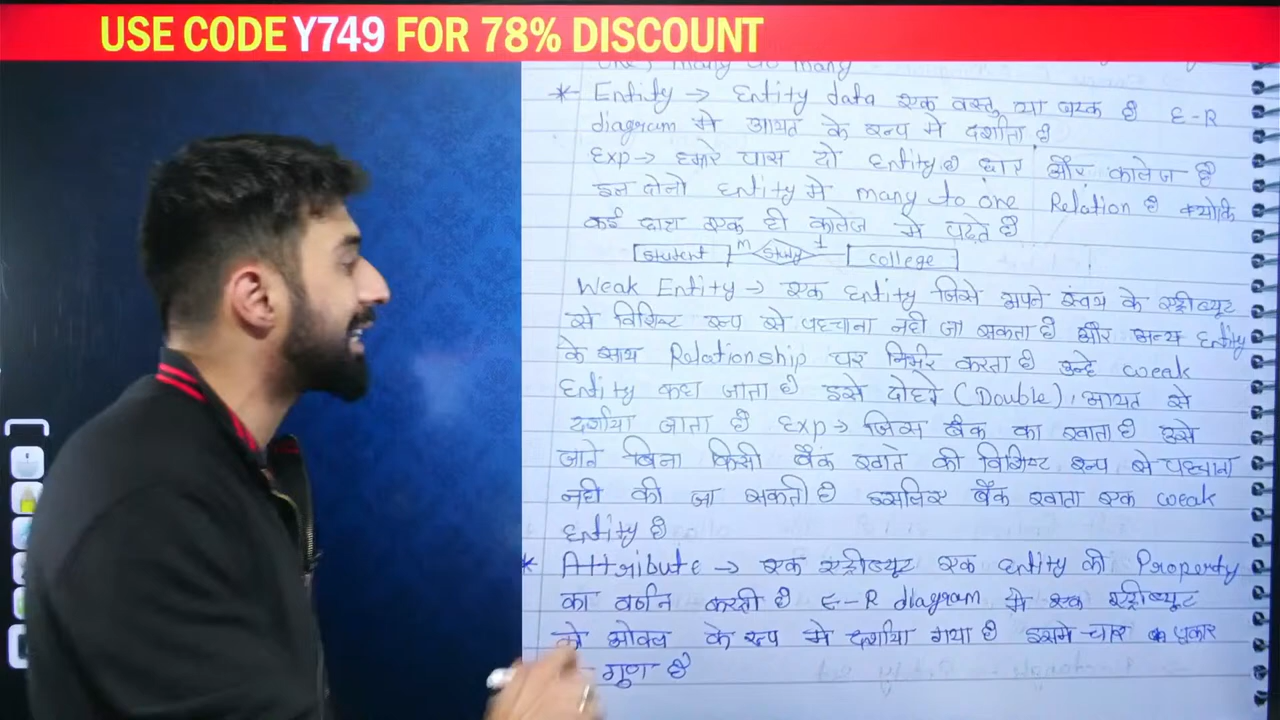 USE CODE Y749 FOR 78% DISCOUNT
many to many
* Entity → Entity data एक वस्तु या घटक है E-R
diagram मे आयत के रूप मे दर्शाता है
Exp→ हमारे पास दो Entity है छात्र और कालेज है
इन दोनो Entity मे many to one Relation है क्योकि
कई छात्र एक ही कालेज मे पढ़ते है
student m study 1 college
Weak Entity → एक Entity जिसे अपने स्वंय के एट्रीब्यूट
से विशिष्ट रूप से पहचाना नही जा सकता है और अन्य Entity
के साथ Relationship पर निर्भर करता है उन्हे weak
Entity कहा जाता है इसे दोहरे (Double) आयत से
दर्शाया जाता है Exp→ जिस बैंक का खाता है उसे
जाने बिना किसी बैंक खाते की विशिष्ट रूप से पहचान
नही की जा सकती है इसलिए बैंक खाता एक weak
Entity है
* Attribute → एक एट्रीब्यूट एक Entity की Property
का वर्णन करती है E-R diagram मे एक एट्रीब्यूट
को के रूप मे दर्शाया गया है इसमे चार प्रकार
गुण है